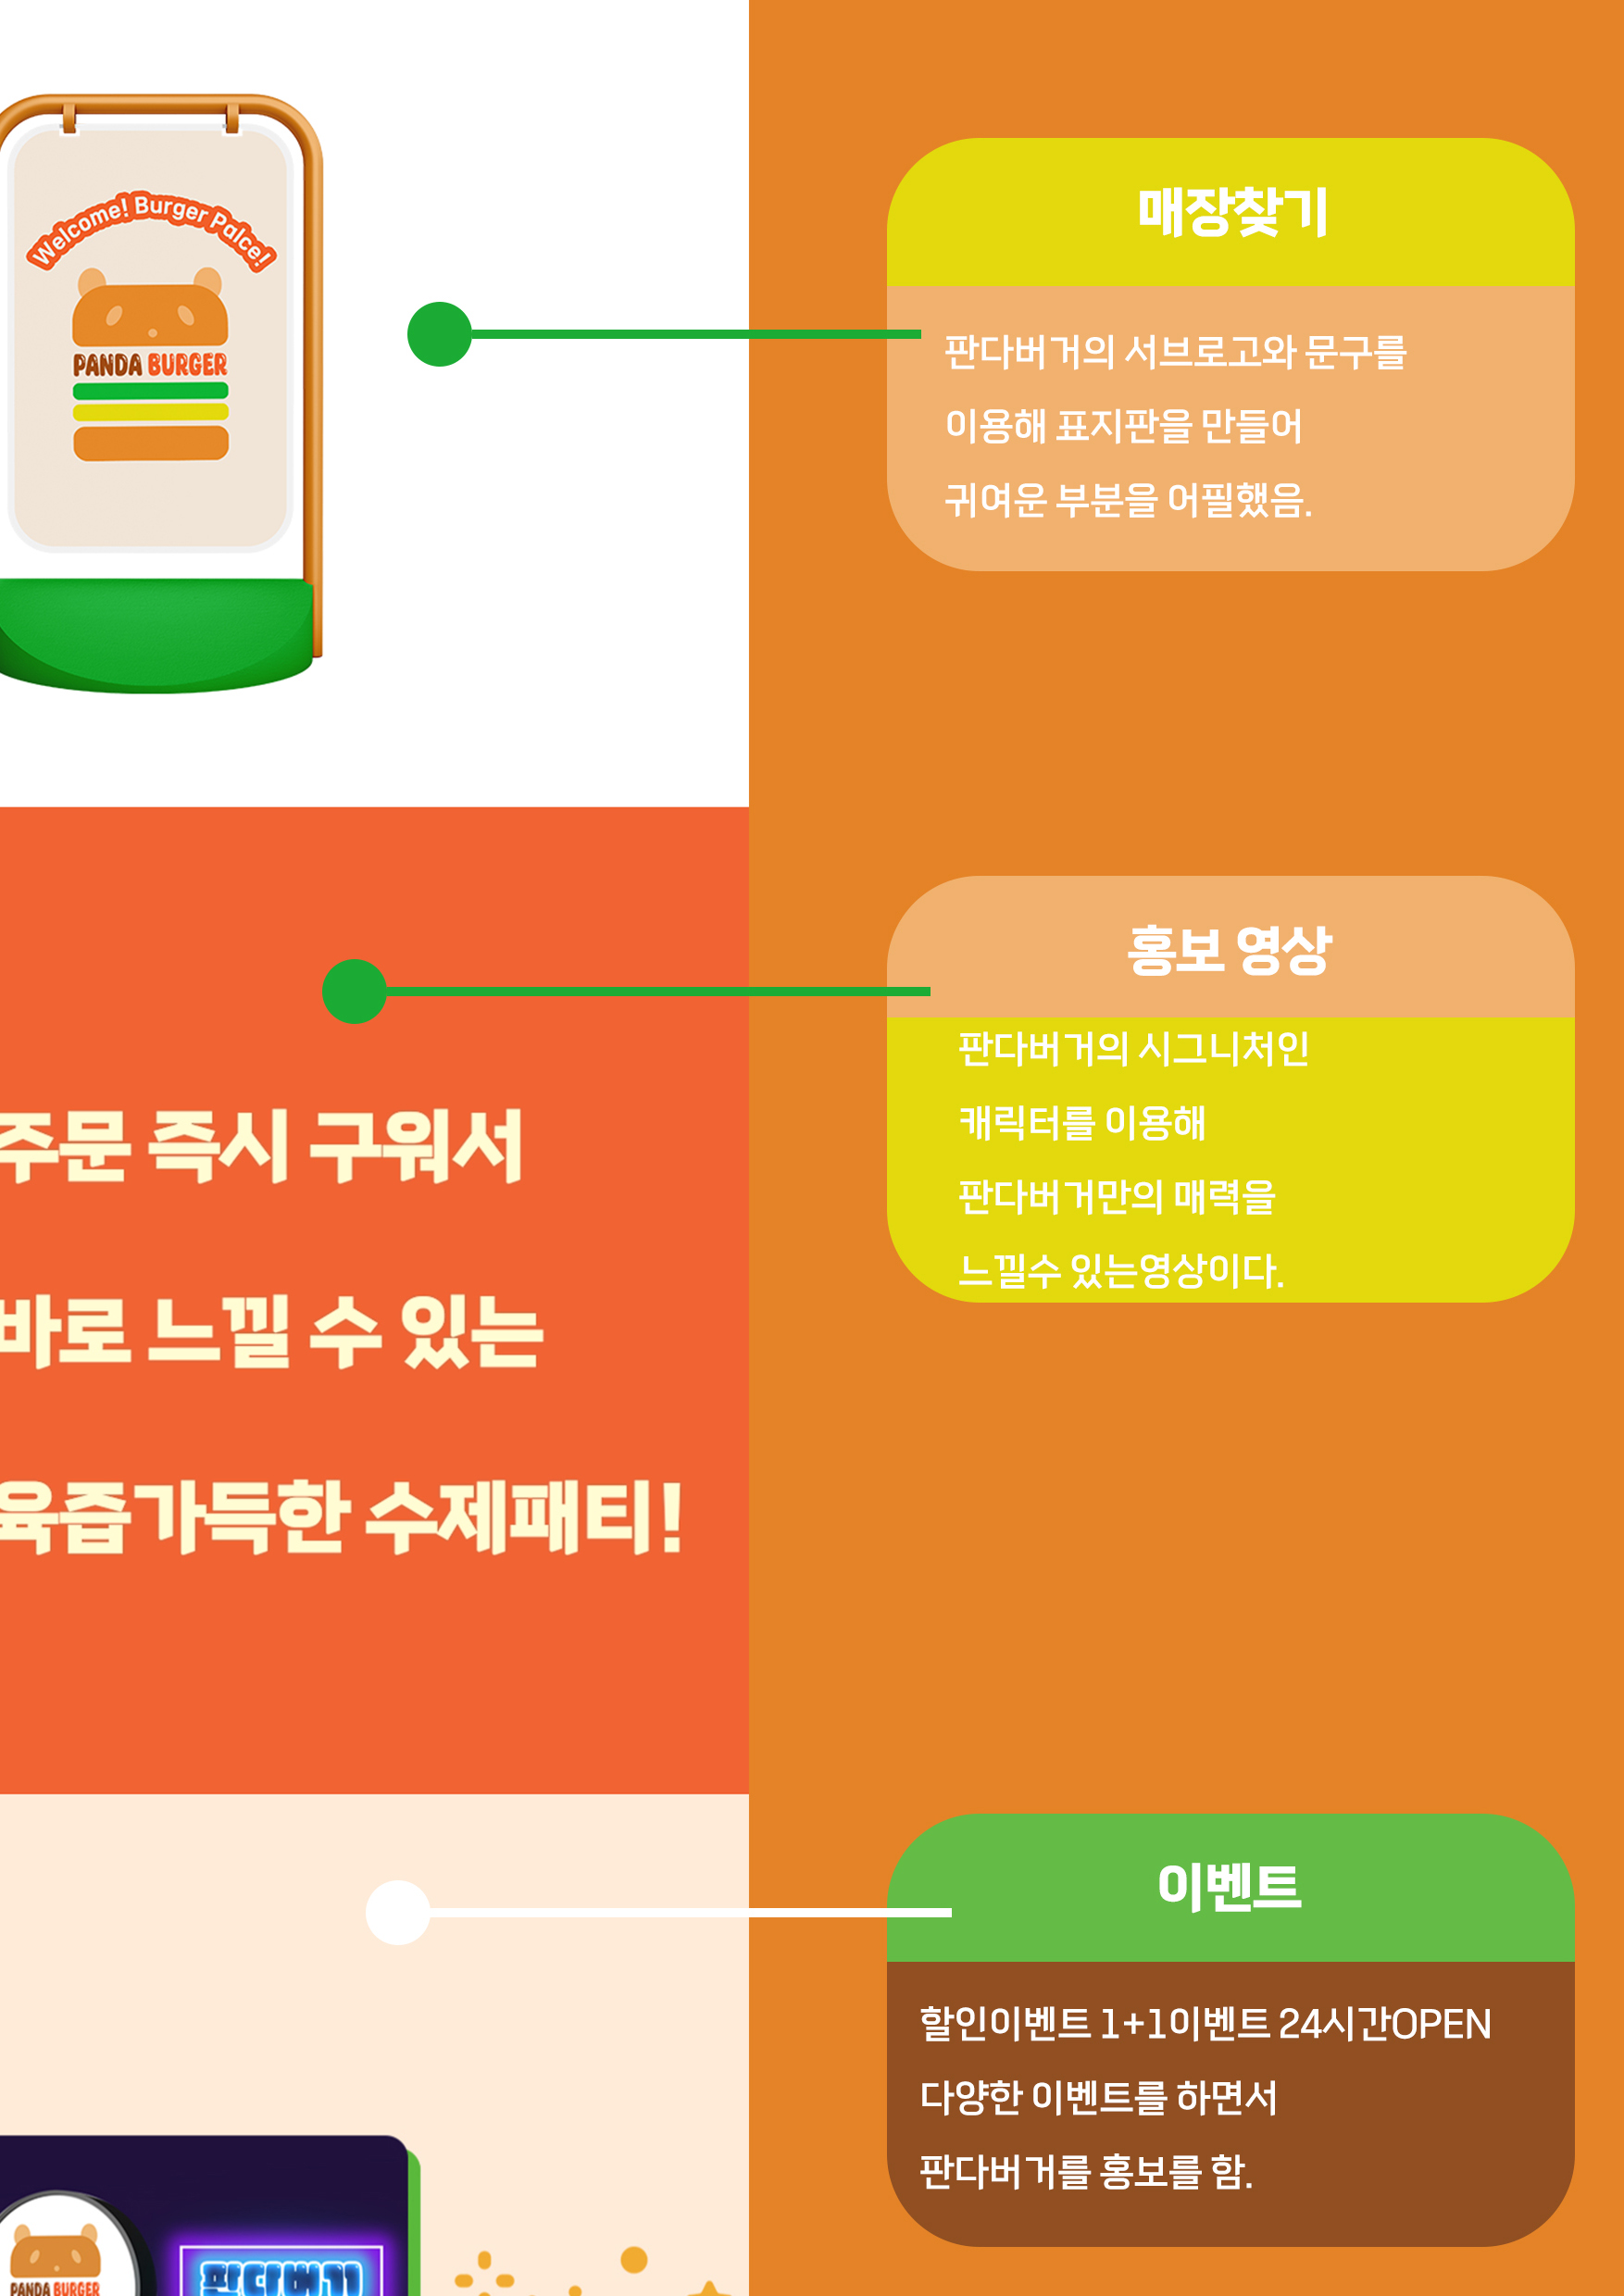 Welcome! Burger Palce!
PANDA BURGER
매장찾기
판다버거의 서브로고와 문구를
이용해 표지판을 만들어
귀여운 부분을 어필했음.
주문 즉시 구워서
바로 느낄 수 있는
육즙가득한 수제패티!
홍보 영상
판다버거의 시그니처인
캐릭터를 이용해
판다버거만의 매력을
느낄수 있는영상이다.
이벤트
할인이벤트 1+1이벤트 24시간OPEN
다양한 이벤트를 하면서
판다버거를 홍보를 함.
PANDA BURGER
판다버거